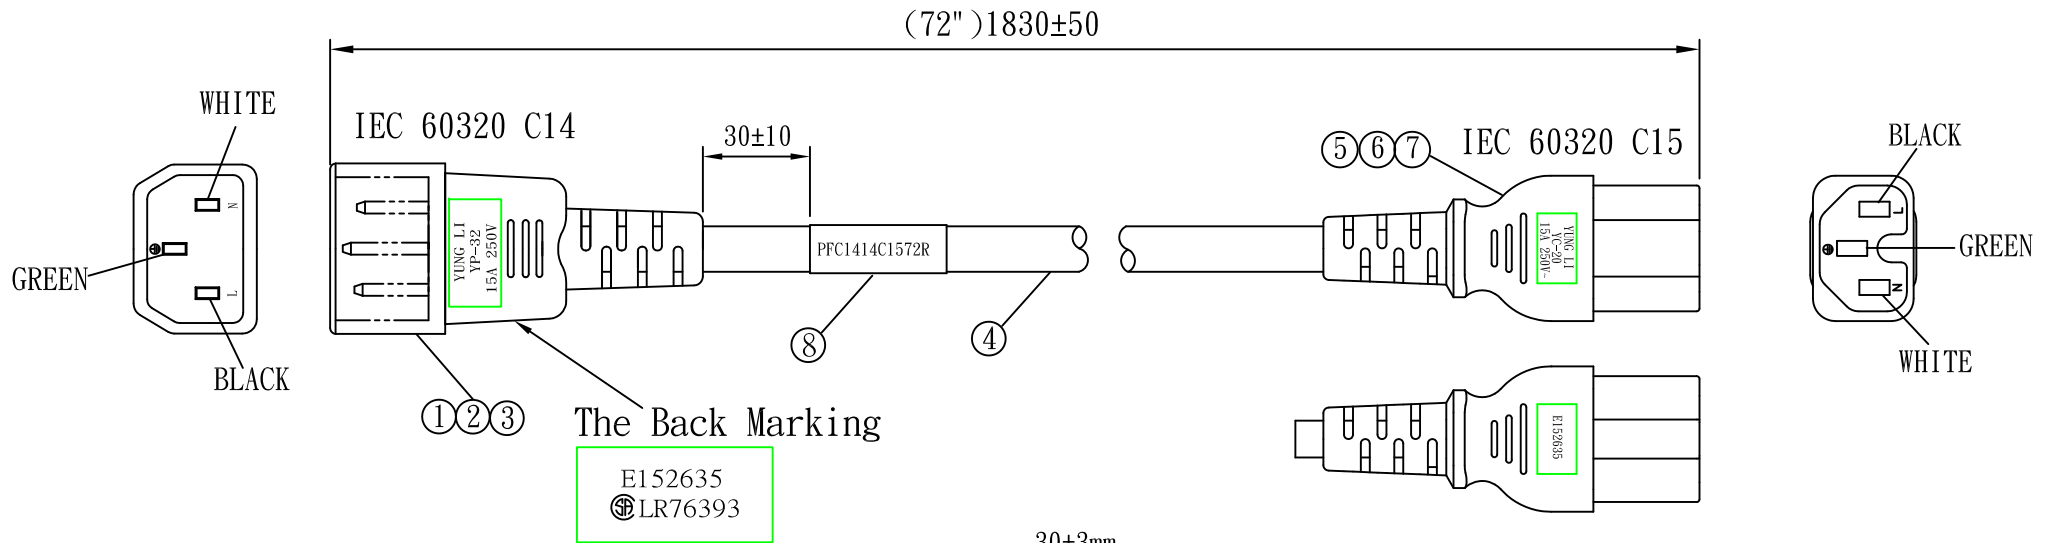 (72")1830±50
WHITE
IEC 60320 C14
30±10
⑤⑥⑦
IEC 60320 C15
BLACK
N
L
GREEN
YUNG LI
YP-32
15A 250V
PFC1414C1572R
YUNG LI
YC-20
15A 250V~
L
N
GREEN
BLACK
⑧
④
WHITE
①②③
The Back Marking
E152635
LR76393
E152635
30±3mm